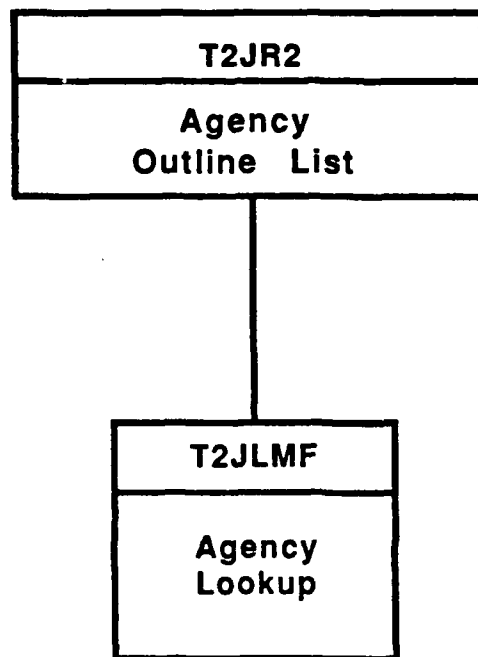 T2JR2
Agency
Outline List
T2JLMF
Agency
Lookup